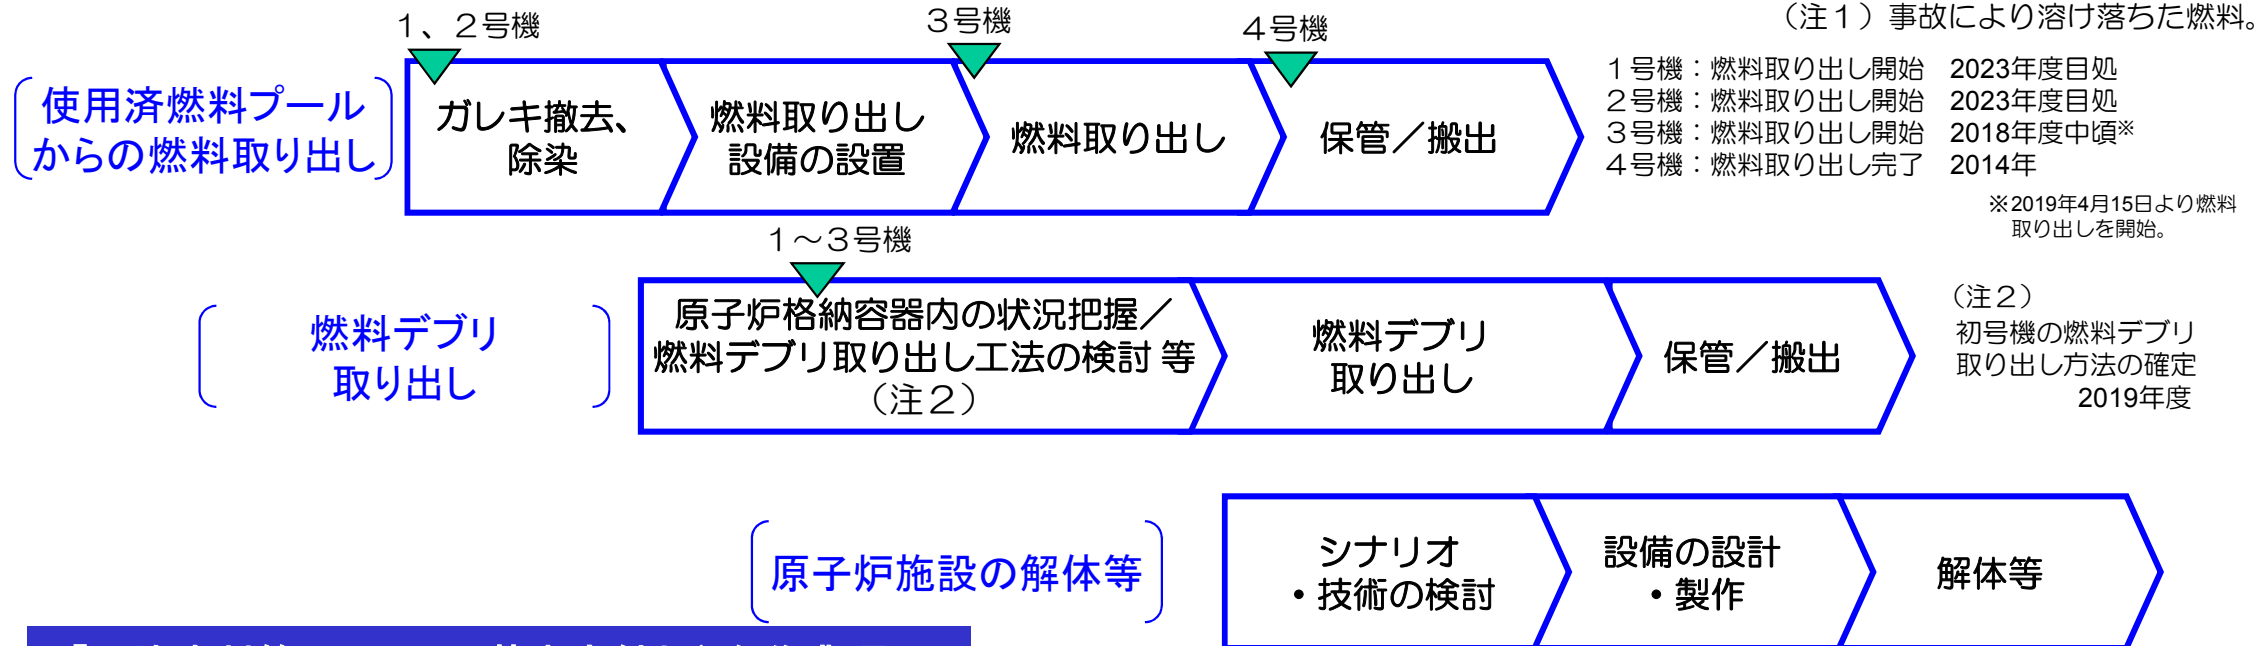 （注１）事故により溶け落ちた燃料。
１、２号機
３号機
４号機
使用済燃料プール
からの燃料取り出し
ガレキ撤去、
除染
燃料取り出し
設備の設置
燃料取り出し
保管／搬出
１号機：燃料取り出し開始　2023年度目処
２号機：燃料取り出し開始　2023年度目処
３号機：燃料取り出し開始　2018年度中頃※
４号機：燃料取り出し完了　2014年
※2019年4月15日より燃料
取り出しを開始。
１～３号機
燃料デブリ
取り出し
原子炉格納容器内の状況把握／
燃料デブリ取り出し工法の検討 等
（注２）
燃料デブリ
取り出し
保管／搬出
（注２）
初号機の燃料デブリ
取り出し方法の確定
2019年度
原子炉施設の解体等
シナリオ
・技術の検討
設備の設計
・製作
解体等